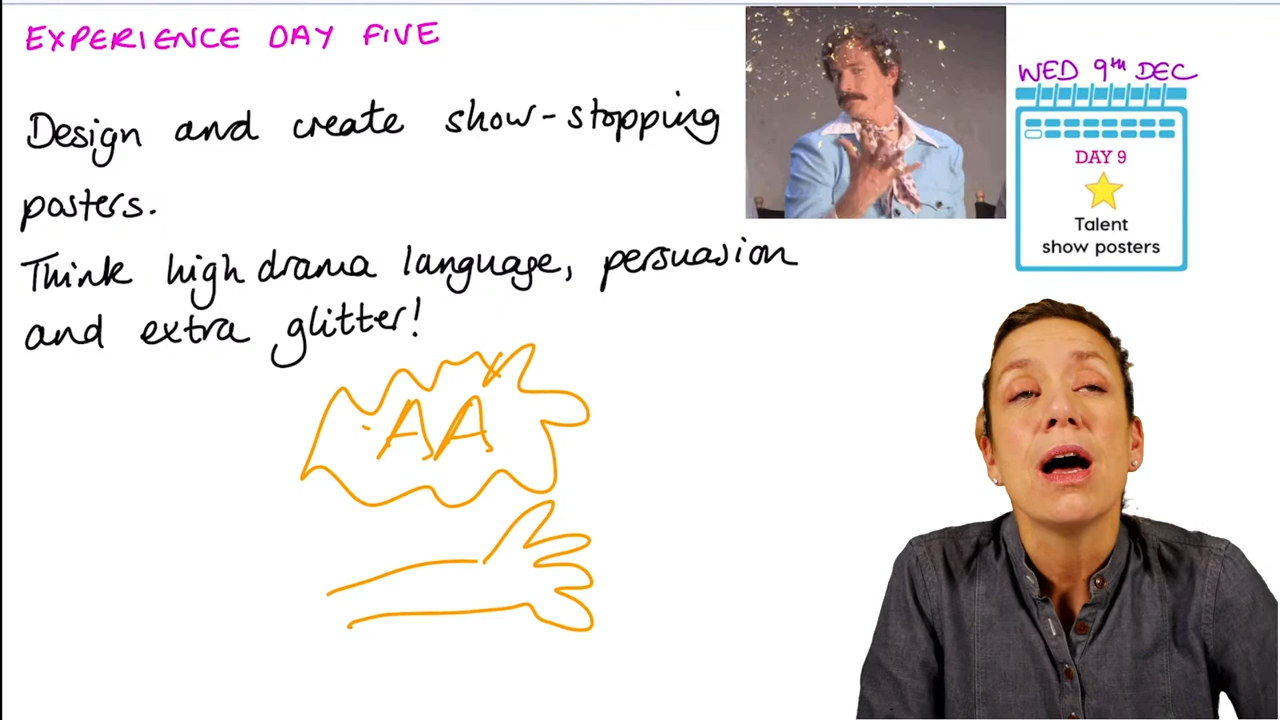 EXPERIENCE DAY FIVE
Design and create show-stopping
posters.
Think high drama language, persuasion
and extra glitter!
AA
WED 9th DEC
DAY 9
Talent
show posters